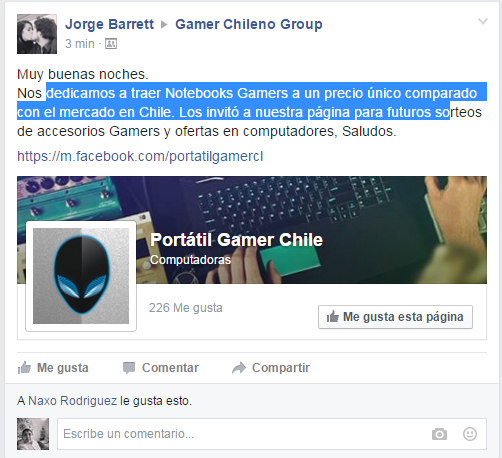 Jorge Barrett ▶ Gamer Chileno Group
3 min ·
Muy buenas noches.
Nos dedicamos a traer Notebooks Gamers a un precio único comparado
con el mercado en Chile. Los invitó a nuestra página para futuros sorteos
de accesorios Gamers y ofertas en computadores, Saludos.
https://m.facebook.com/portatilgamercl
Portátil Gamer Chile
Computadoras
226 Me gusta
Me gusta esta página
Me gusta Comentar Compartir
A Naxo Rodriguez le gusta esto.
Escribe un comentario...